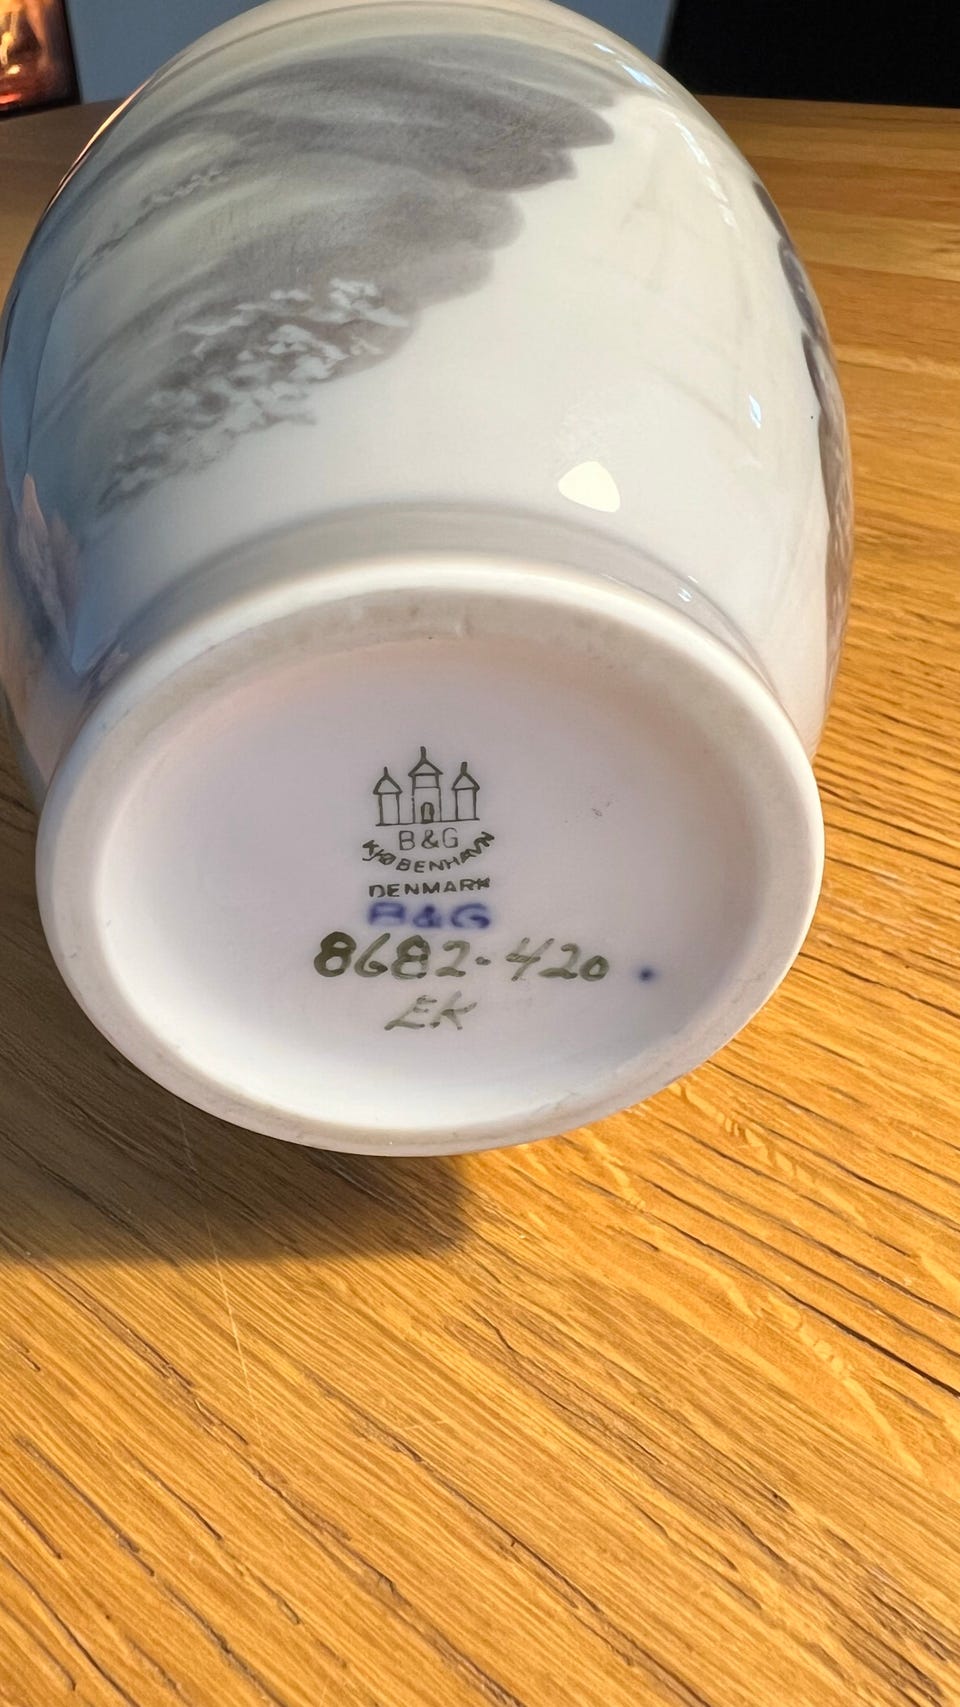 B&G
KJØBENHAVN
DENMARK
B&G
8682-420
EK